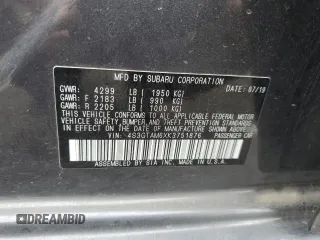 MFD BY SUBARU CORPORATION DATE: 07/18
GVWR: 4299 LB ( 1950 KG)
GAWR: F 2183 LB ( 990 KG)
GAWR: R 2205 LB ( 1000 KG)
THIS VEHICLE CONFORMS TO ALL APPLICABLE
FEDERAL MOTOR VEHICLE SAFETY, BUMPER, AND
THEFT PREVENTION STANDARDS IN EFFECT ON
THE DATE OF MANUFACTURE SHOWN ABOVE.
VIN: 4S3GTAM6XK3751876
PASSENGER CAR
ASSEMBLED BY SIA INC. MADE IN U.S.A.
AutoBidMaster